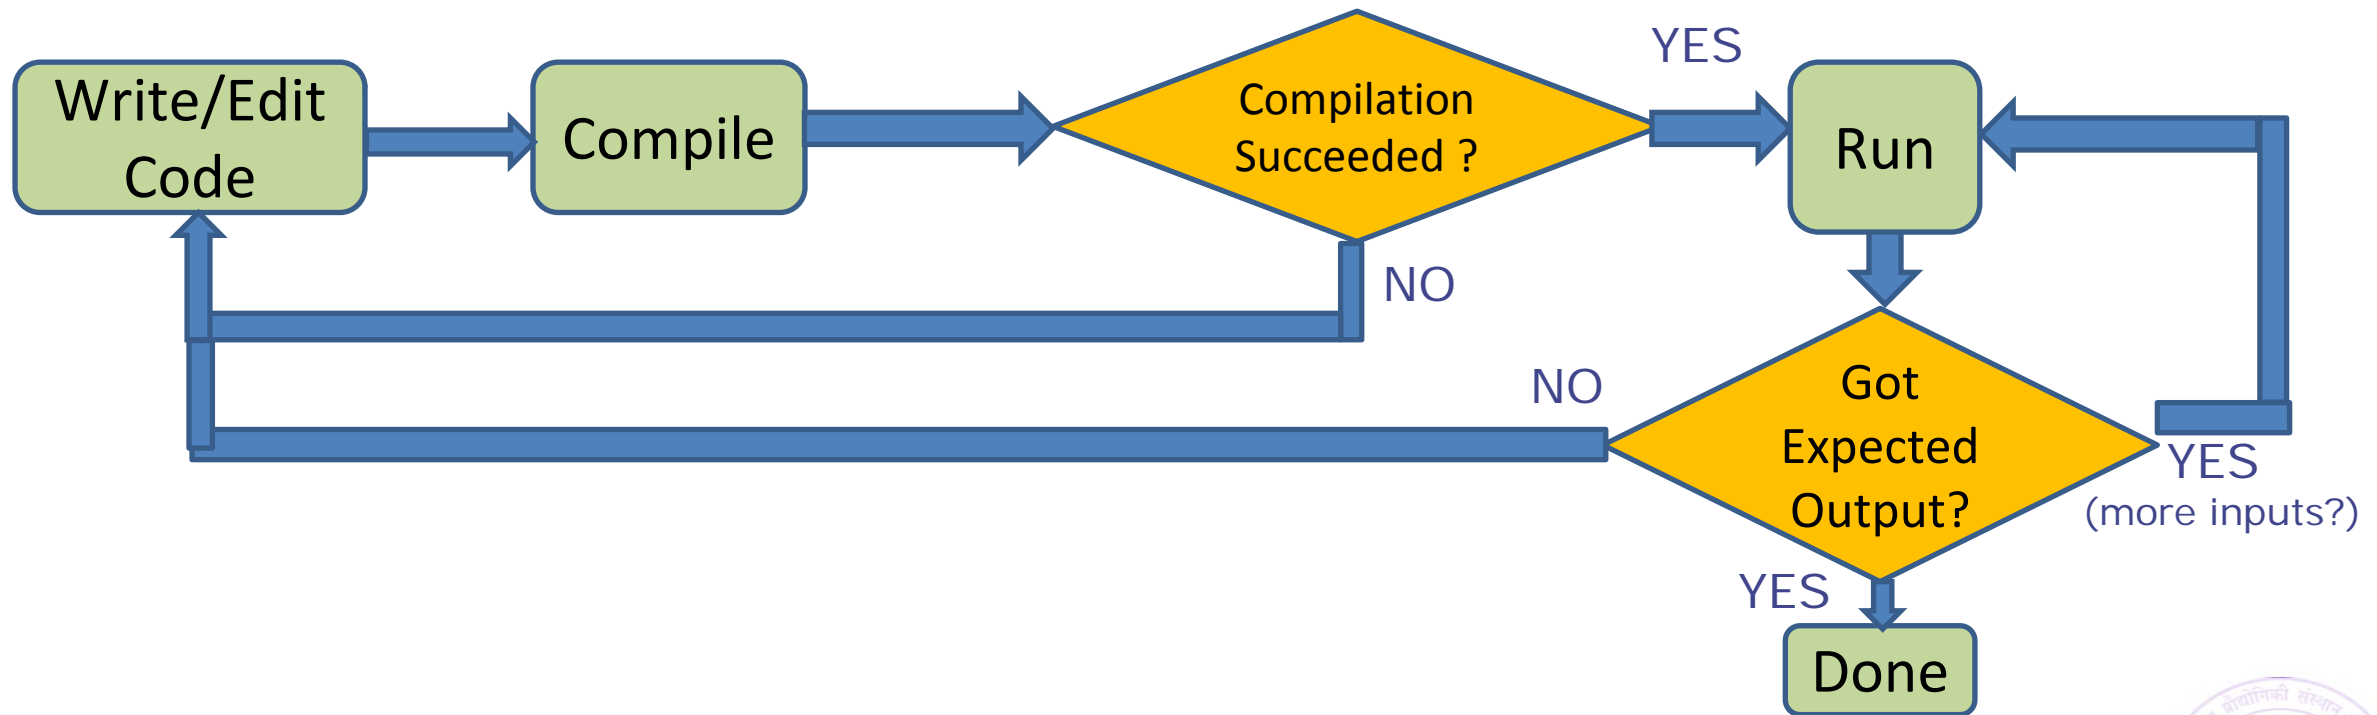 Write/Edit
Code
Compile
Compilation
Succeeded ?
YES
Run
NO
NO
Got
Expected
Output?
YES
(more inputs?)
YES
Done
प्रौद्योगिकी संस्थान